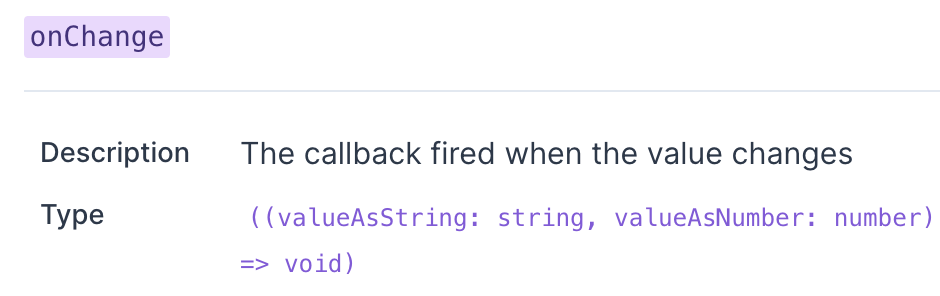 onChange
Description The callback fired when the value changes
Type ((valueAsString: string, valueAsNumber: number)
=> void)